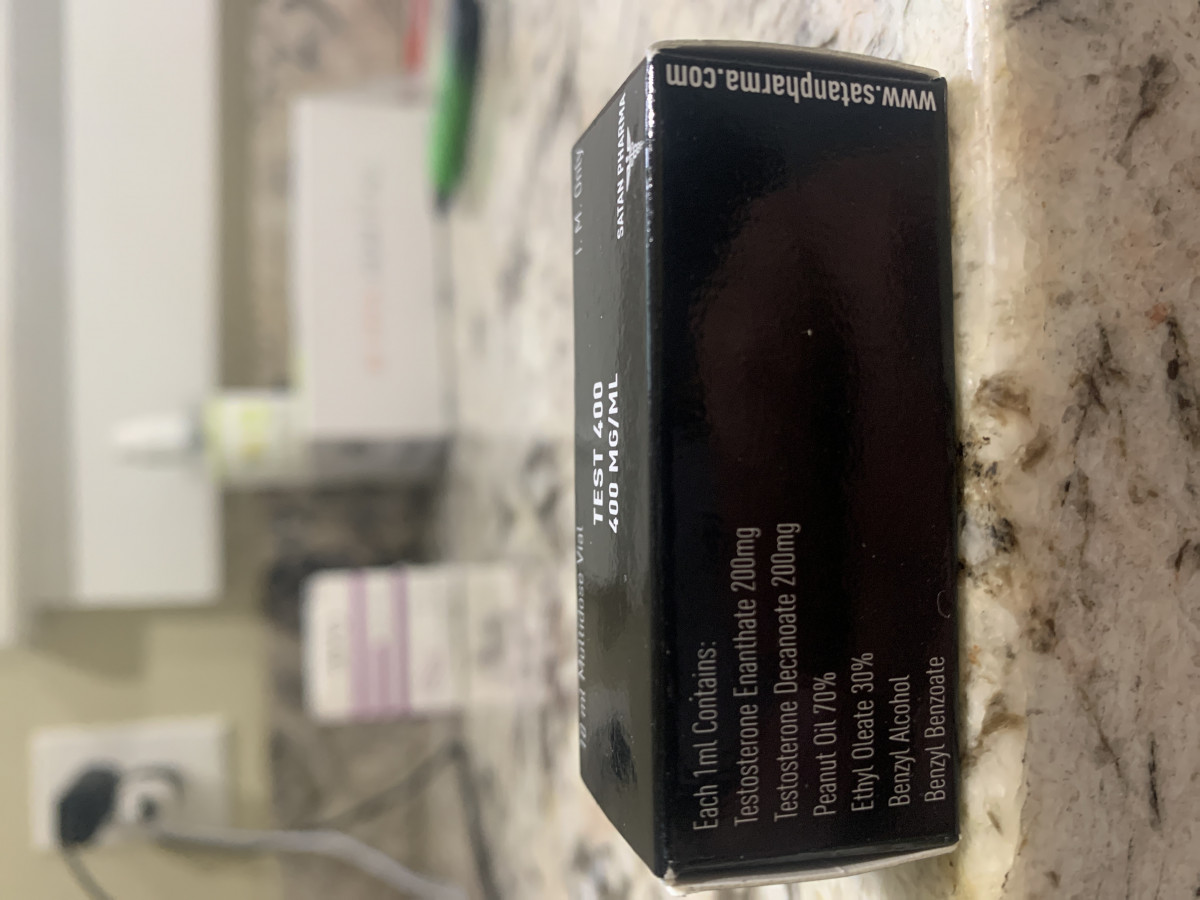 10 ml Multidose Vial
TEST 400
400 MG/ML
I. M. Only
SATAN PHARMA
Each 1ml Contains:
Testosterone Enanthate 200mg
Testosterone Decanoate 200mg
Peanut Oil 70%
Ethyl Oleate 30%
Benzyl Alcohol
Benzyl Benzoate
www.satanpharma.com